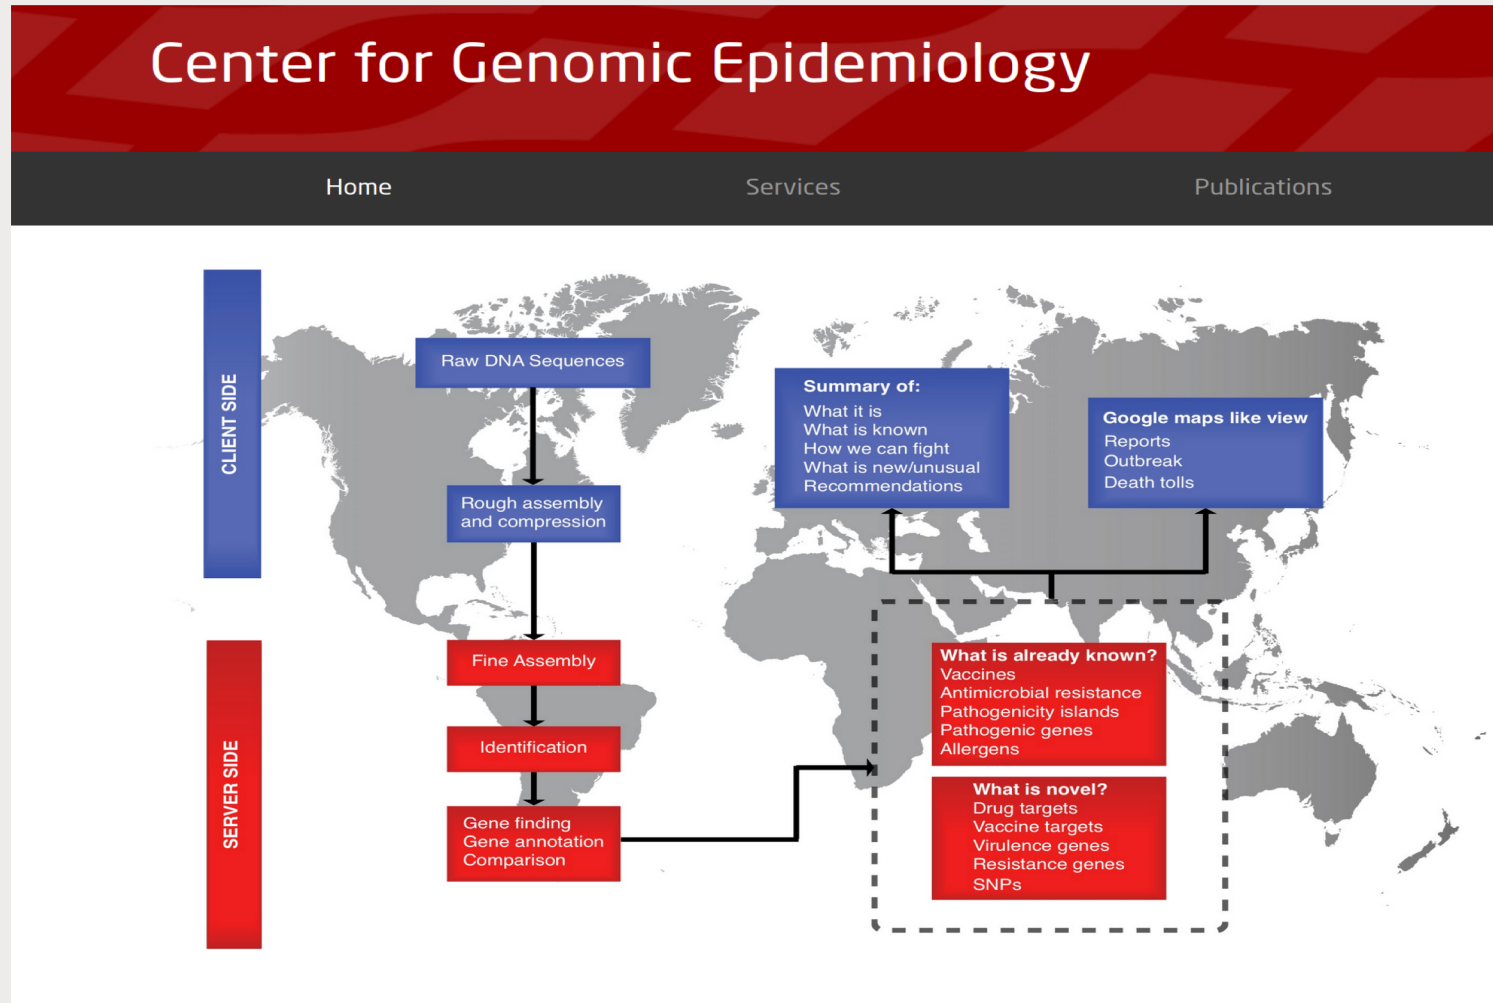 Center for Genomic Epidemiology
Home
Services
Publications
CLIENT SIDE
Raw DNA Sequences
Rough assembly
and compression
Summary of:
What it is
What is known
How we can fight
What is new/unusual
Recommendations
Google maps like view
Reports
Outbreak
Death tolls
SERVER SIDE
Fine Assembly
Identification
Gene finding
Gene annotation
Comparison
What is already known?
Vaccines
Antimicrobial resistance
Pathogenicity islands
Pathogenic genes
Allergens
What is novel?
Drug targets
Vaccine targets
Virulence genes
Resistance genes
SNPs